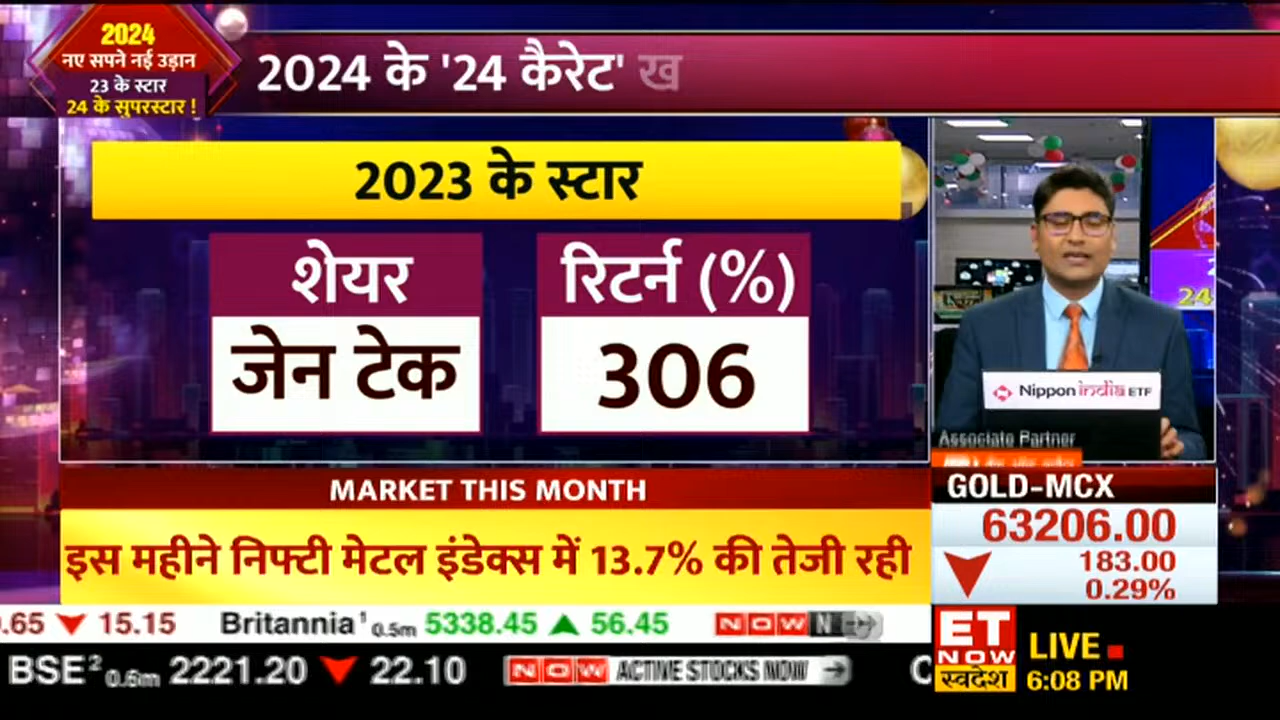 2024
नए सपने नई उड़ान
23 के स्टार
24 के सुपरस्टार !
2024 के '24 कैरेट' ख
2023 के स्टार
शेयर
रिटर्न (%)
जेन टेक
306
24
Nippon india ETF
Associate Partner
MARKET THIS MONTH
इस महीने निफ्टी मेटल इंडेक्स में 13.7% की तेजी रही
GOLD-MCX
63206.00
183.00
0.29%
.65 15.15 Britannia¹ 0.5m 5338.45 56.45 NOW N
BSE² 0.6m 2221.20 22.10 NOW ACTIVE STOCKS NOW C
ET
NOW
स्वदेश
LIVE
6:08 PM